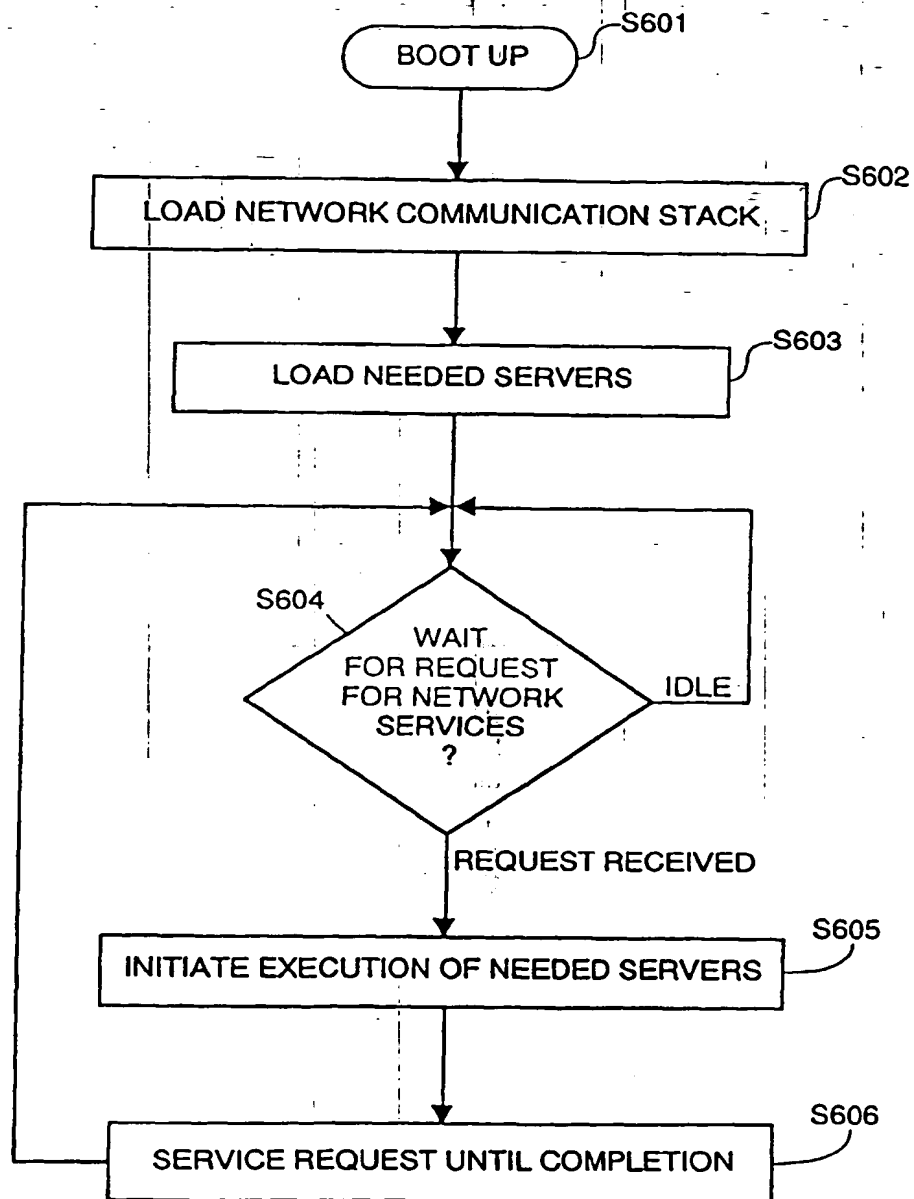 S601
BOOT UP
S602
LOAD NETWORK COMMUNICATION STACK
S603
LOAD NEEDED SERVERS
S604
WAIT
FOR REQUEST
FOR NETWORK
SERVICES
?
IDLE
REQUEST RECEIVED
S605
INITIATE EXECUTION OF NEEDED SERVERS
S606
SERVICE REQUEST UNTIL COMPLETION